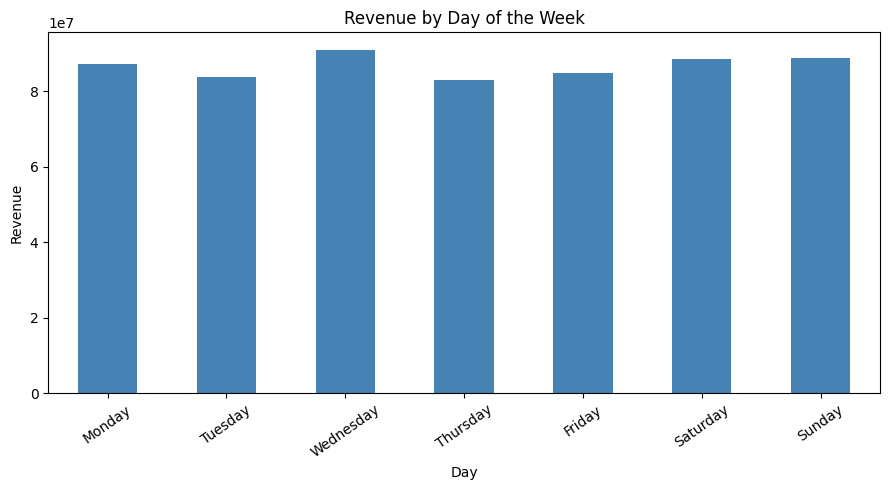 Revenue by Day of the Week
1e7
8
6
4
2
0
Revenue
Monday
Tuesday
Wednesday
Thursday
Friday
Saturday
Sunday
Day